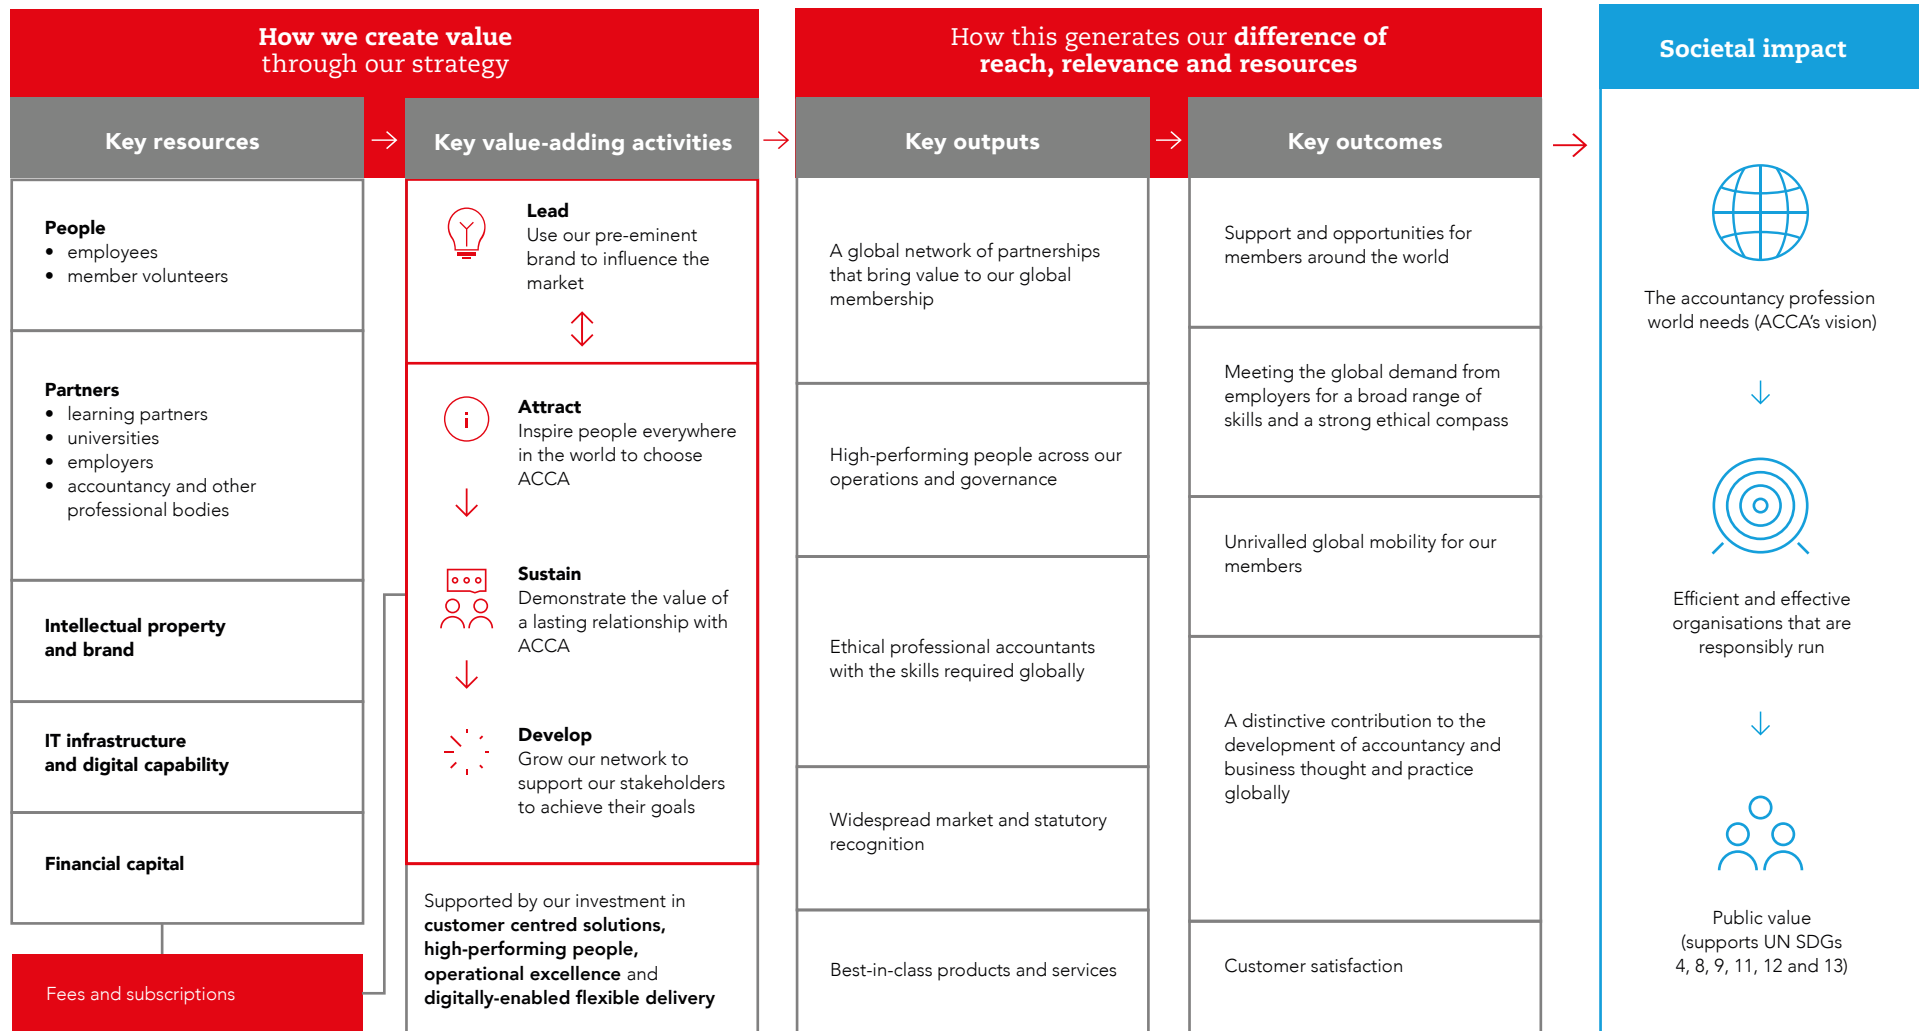 How we create value
through our strategy
How this generates our difference of
reach, relevance and resources
Societal impact
Key resources
Key value-adding activities
Key outputs
Key outcomes
People
• employees
• member volunteers
Partners
• learning partners
• universities
• employers
• accountancy and other
professional bodies
Intellectual property
and brand
IT infrastructure
and digital capability
Financial capital
Fees and subscriptions
Lead
Use our pre-eminent
brand to influence the
market
Attract
Inspire people everywhere
in the world to choose
ACCA
Sustain
Demonstrate the value of
a lasting relationship with
ACCA
Develop
Grow our network to
support our stakeholders
to achieve their goals
Supported by our investment in
customer centred solutions,
high-performing people,
operational excellence and
digitally-enabled flexible delivery
A global network of partnerships
that bring value to our global
membership
High-performing people across our
operations and governance
Ethical professional accountants
with the skills required globally
Widespread market and statutory
recognition
Best-in-class products and services
Support and opportunities for
members around the world
Meeting the global demand from
employers for a broad range of
skills and a strong ethical compass
Unrivalled global mobility for our
members
A distinctive contribution to the
development of accountancy and
business thought and practice
globally
Customer satisfaction
The accountancy profession
world needs (ACCA's vision)
Efficient and effective
organisations that are
responsibly run
Public value
(supports UN SDGs
4, 8, 9, 11, 12 and 13)